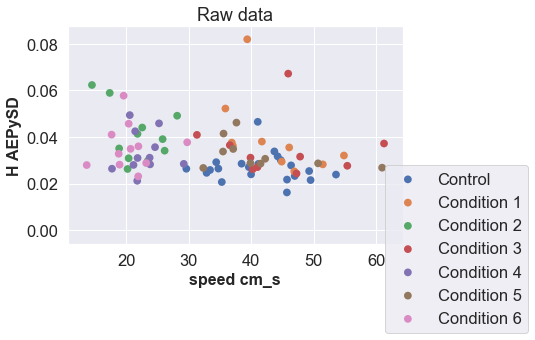 Raw data
H AEPySD
0.08
0.06
0.04
0.02
0.00
20 30 40 50 60
speed cm_s
Control
Condition 1
Condition 2
Condition 3
Condition 4
Condition 5
Condition 6